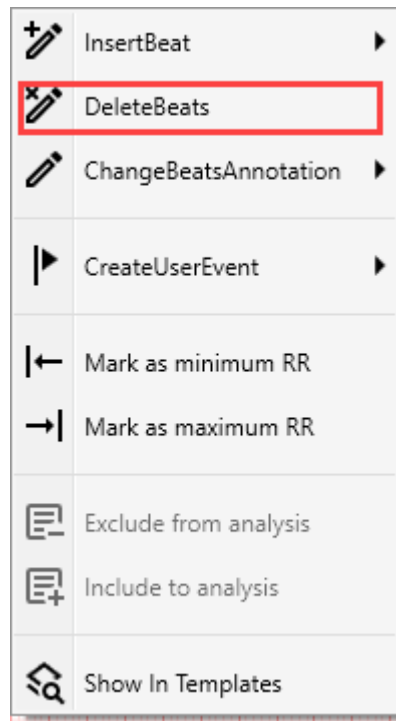 InsertBeat
DeleteBeats
ChangeBeatsAnnotation
CreateUserEvent
Mark as minimum RR
Mark as maximum RR
Exclude from analysis
Include to analysis
Show In Templates